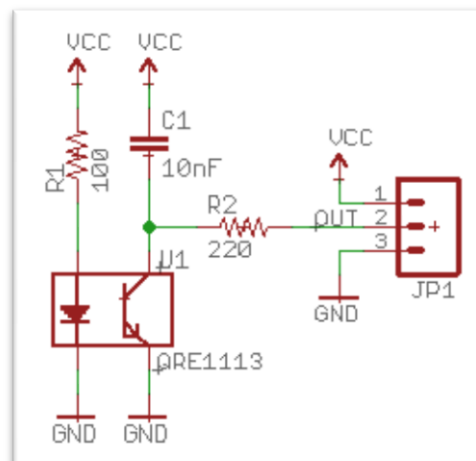 VCC
VCC
C1
10nF
R1
100
VCC
R2
220
OUT
1
2
3
JP1
GND
U1
QRE1113
GND
GND